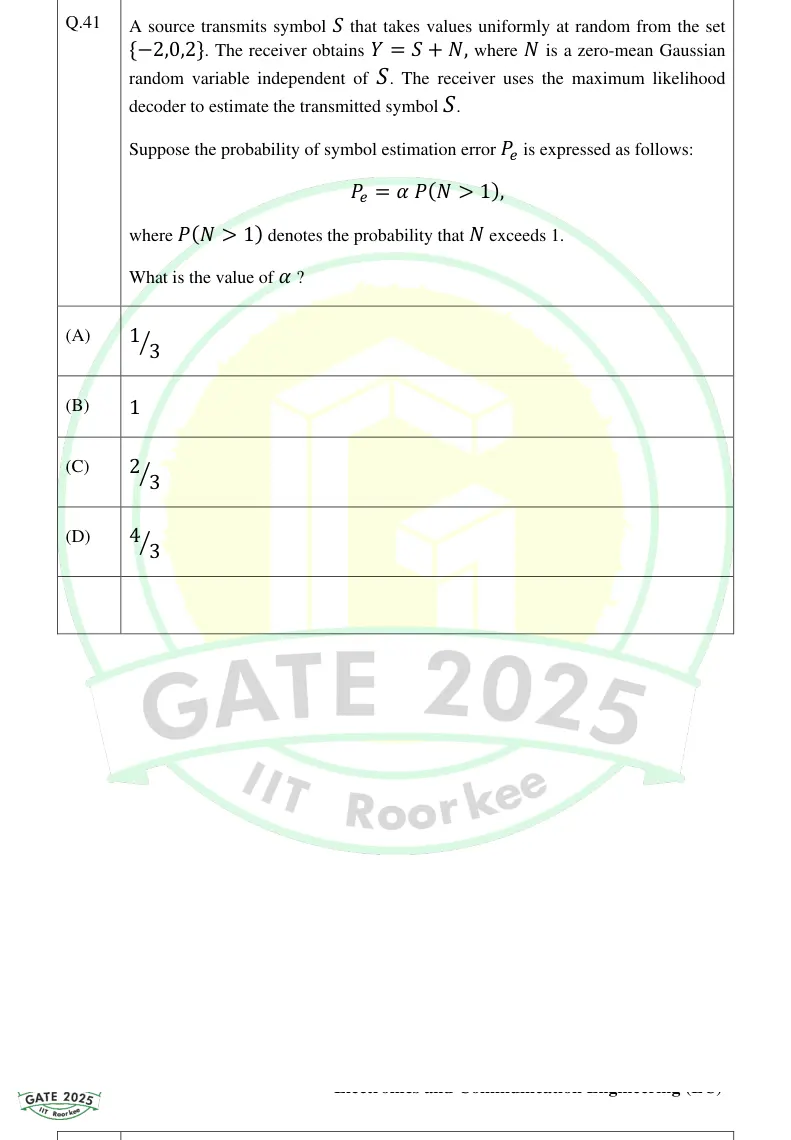 Q.41
A source transmits symbol S that takes values uniformly at random from the set
{−2,0,2}. The receiver obtains Y = S + N, where N is a zero-mean Gaussian
random variable independent of S. The receiver uses the maximum likelihood
decoder to estimate the transmitted symbol S.
Suppose the probability of symbol estimation error Pₑ is expressed as follows:
Pₑ = α P(N > 1),
where P(N > 1) denotes the probability that N exceeds 1.
What is the value of α ?
(A) 1/3
(B) 1
(C) 2/3
(D) 4/3
GATE 2025
IIT Roorkee
GATE 2025
IIT Roorkee